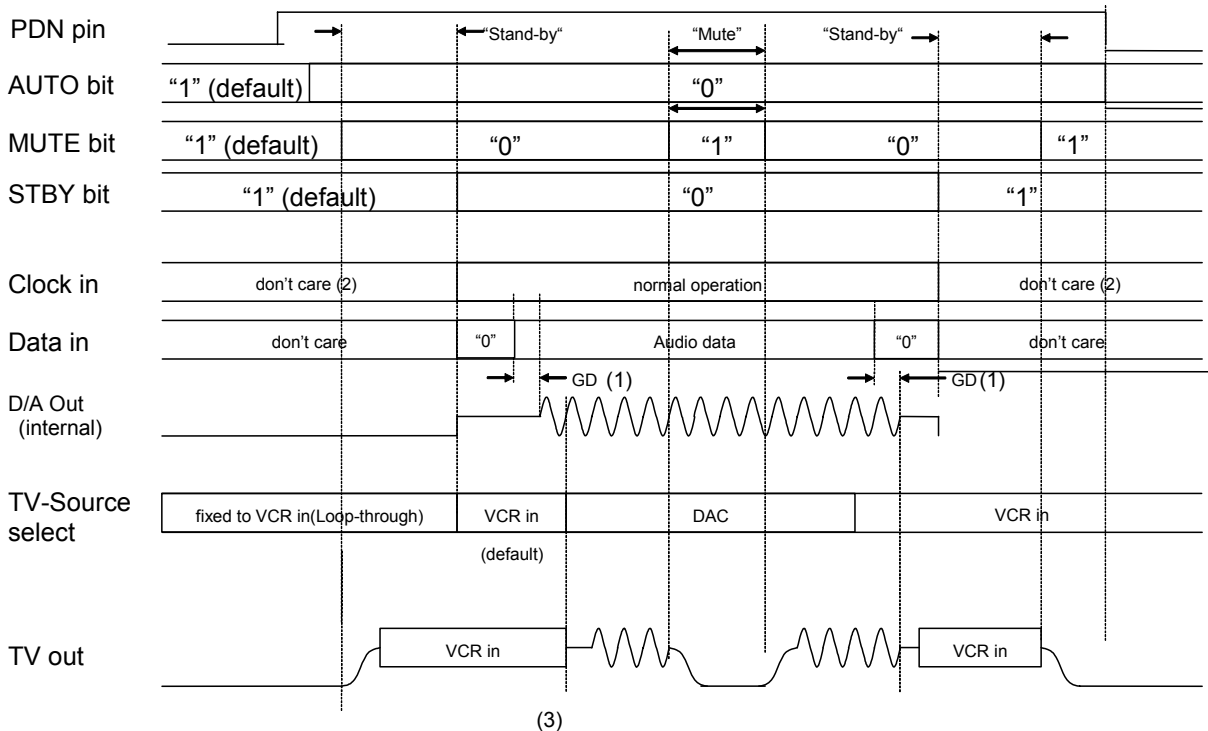 PDN pin “Stand-by“ “Mute” “Stand-by“
AUTO bit “1” (default) “0”
MUTE bit “1” (default) “0” “1” “0” “1”
STBY bit “1” (default) “0” “1”
Clock in don’t care (2) normal operation don’t care (2)
Data in don’t care “0” Audio data “0” don’t care
GD (1) GD (1)
D/A Out
(internal)
TV-Source
select
fixed to VCR in(Loop-through) VCR in DAC VCR in
(default)
TV out VCR in VCR in
(3)